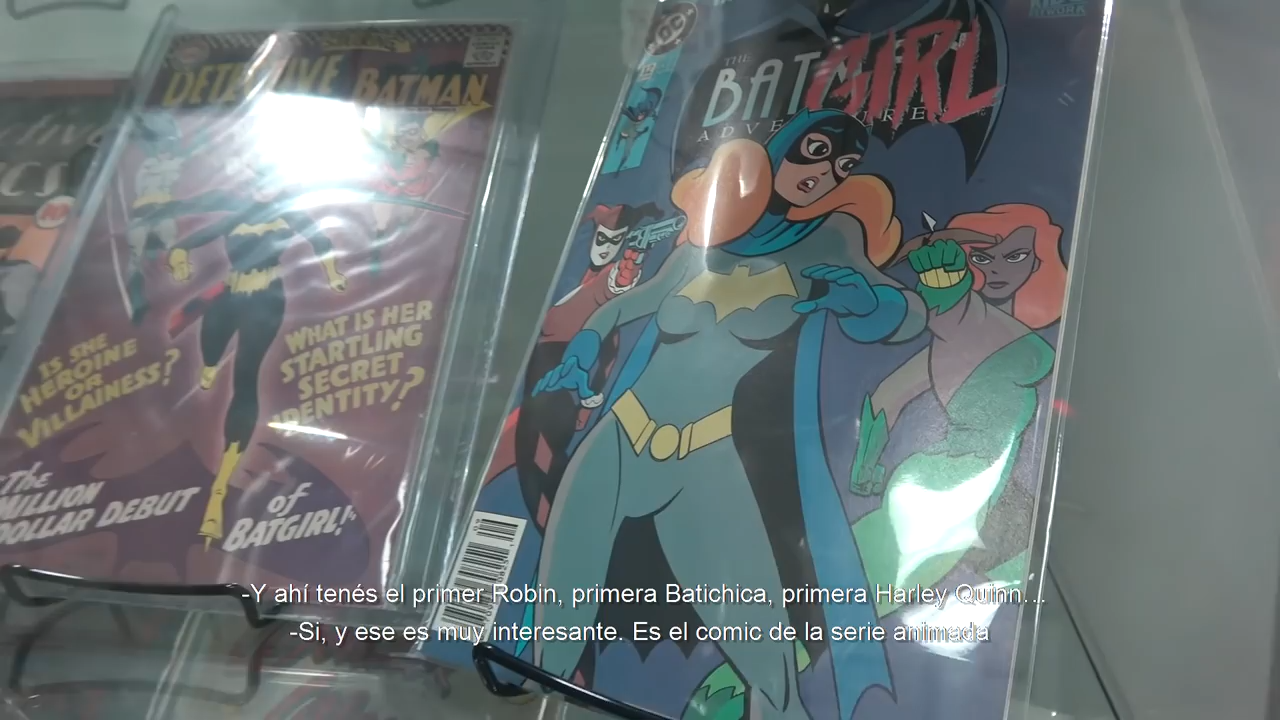 DETECTIVE BATMAN
IS SHE
HEROINE
OR
VILLAINESS?
WHAT IS HER
STARTLING
SECRET
IDENTITY?
The
MILLION
DOLLAR DEBUT
of
BATGIRL!
DC
THE
BATGIRL
ADVENTURES
-Y ahí tenés el primer Robin, primera Batichica, primera Harley Quinn...
-Si, y ese es muy interesante. Es el comic de la serie animada